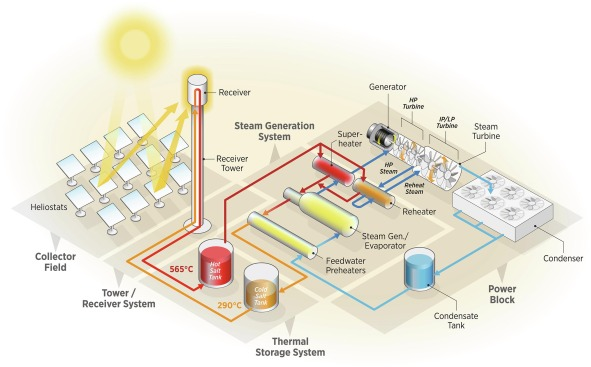 Receiver
Receiver
Tower
Heliostats
Collector
Field
Tower /
Receiver System
565°C
Hot
Salt
Tank
290°C
Cold
Salt
Tank
Thermal
Storage System
Steam Generation
System
Super-
heater
Reheater
Steam Gen./
Evaporator
Feedwater
Preheaters
Generator
HP
Turbine
IP/LP
Turbine
Steam
Turbine
HP
Steam
Reheat
Steam
Condenser
Condensate
Tank
Power
Block